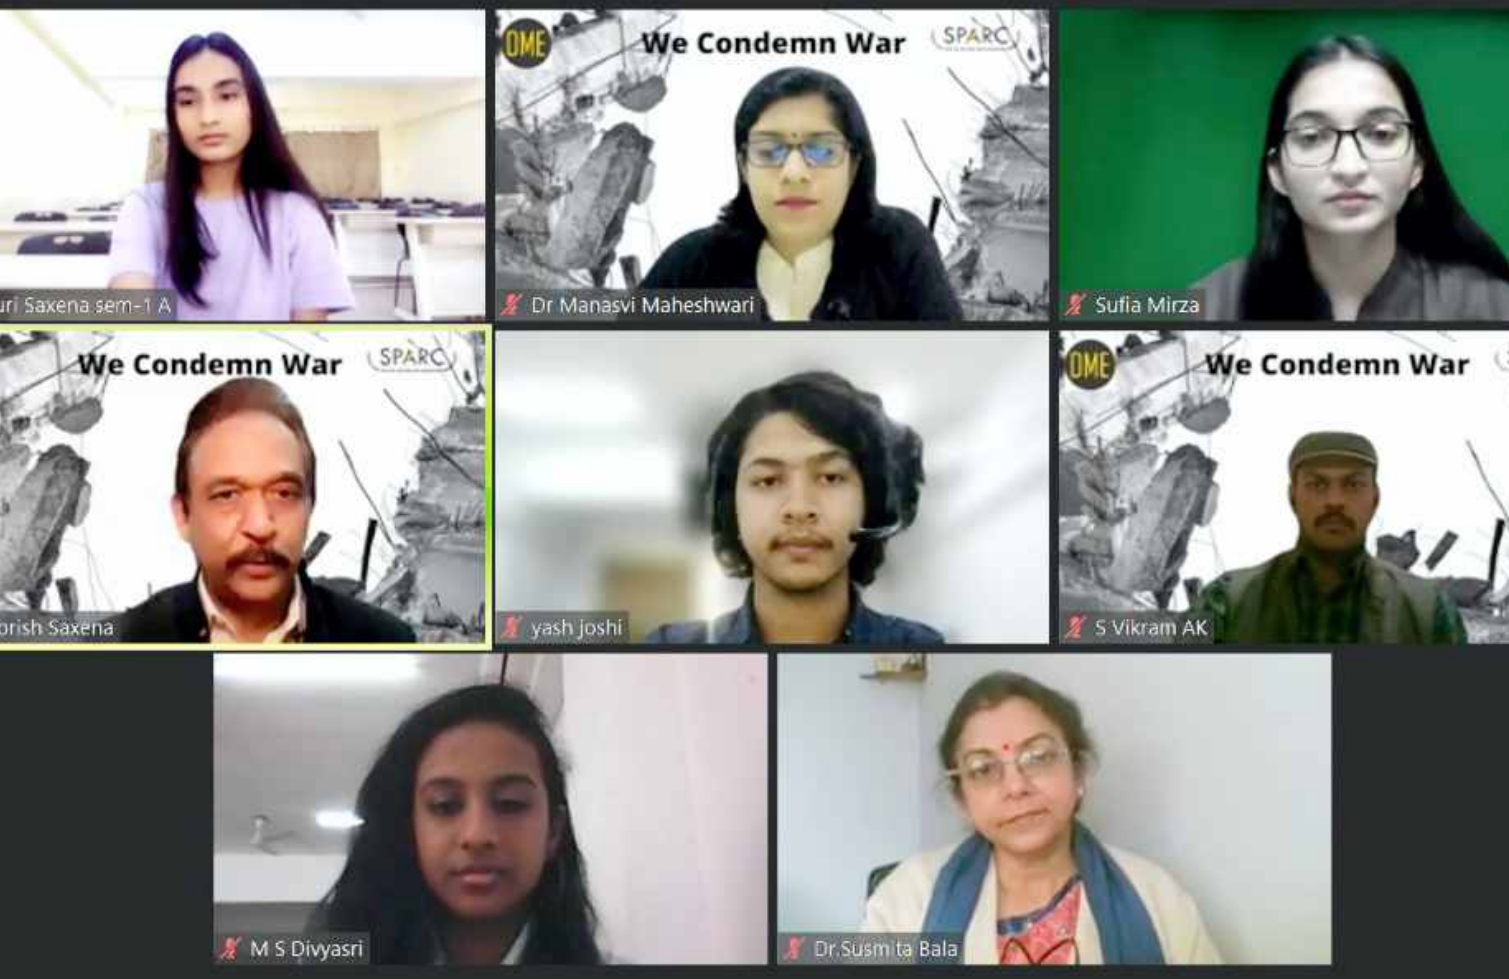 OME
We Condemn War
SPARC
uri Saxena sem-1 A
Dr Manasvi Maheshwari
Sufia Mirza
We Condemn War
SPARC
OME
We Condemn War
orish Saxena
yash joshi
S Vikram AK
M S Divyasri
Dr.Susmita Bala